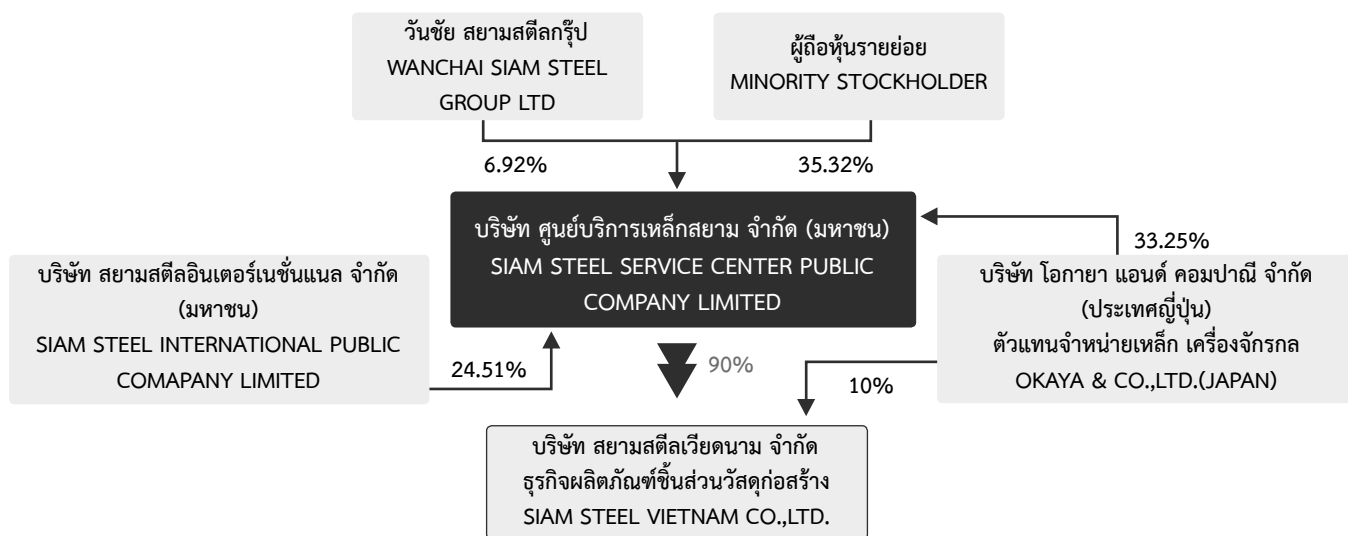 วันชัย สยามสตีลกรุ๊ป
WANCHAI SIAM STEEL
GROUP LTD
ผู้ถือหุ้นรายย่อย
MINORITY STOCKHOLDER
6.92%
35.32%
บริษัท ศูนย์บริการเหล็กสยาม จำกัด (มหาชน)
SIAM STEEL SERVICE CENTER PUBLIC
COMPANY LIMITED
33.25%
บริษัท สยามสตีลอินเตอร์เนชั่นแนล จำกัด
(มหาชน)
SIAM STEEL INTERNATIONAL PUBLIC
COMAPANY LIMITED
24.51%
บริษัท โอกายา แอนด์ คอมปาณี จำกัด
(ประเทศญี่ปุ่น)
ตัวแทนจำหน่ายเหล็ก เครื่องจักรกล
OKAYA & CO.,LTD.(JAPAN)
90%
10%
บริษัท สยามสตีลเวียดนาม จำกัด
ธุรกิจผลิตภัณฑ์ชิ้นส่วนวัสดุก่อสร้าง
SIAM STEEL VIETNAM CO.,LTD.